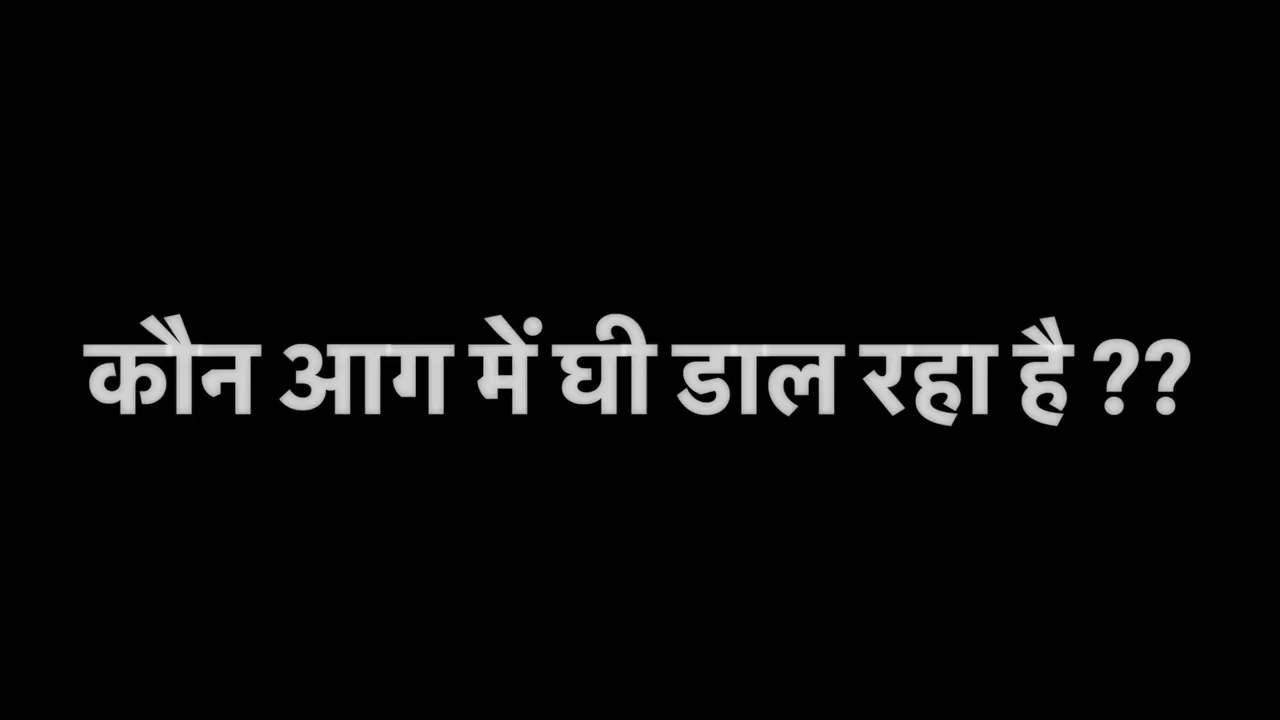 कौन आग में घी डाल रहा है ??